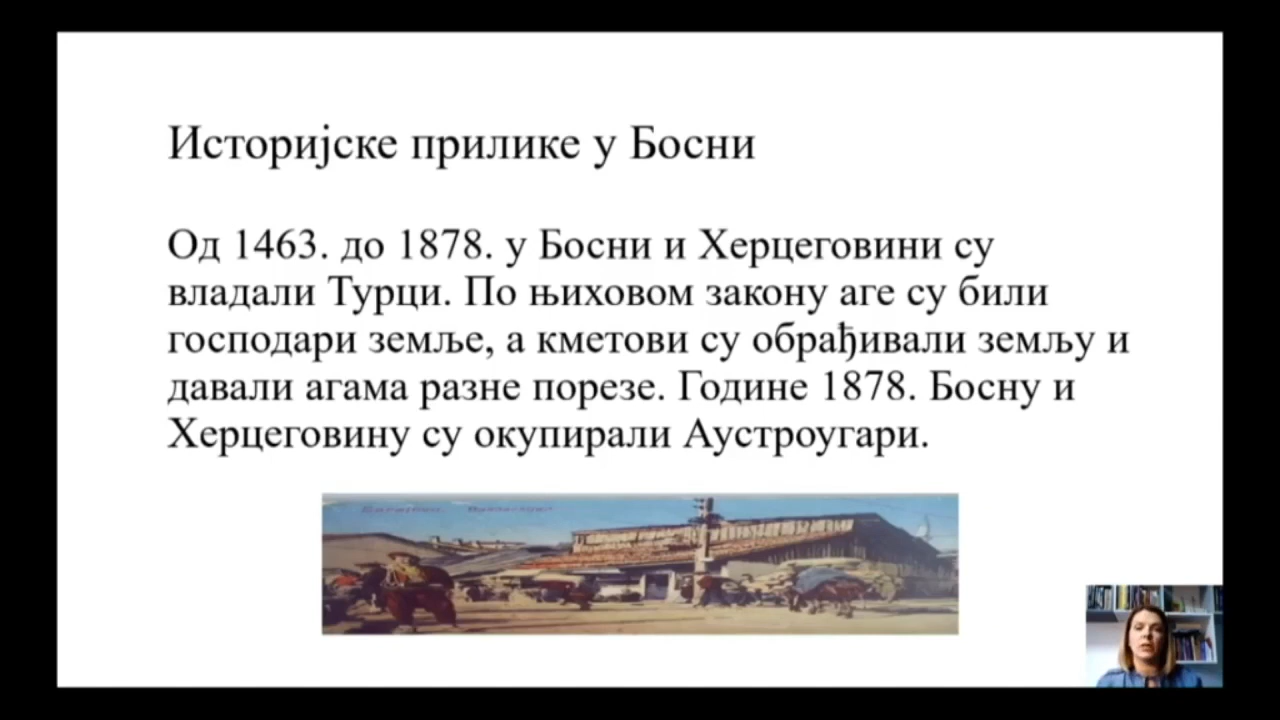 Историјске прилике у Босни
Од 1463. до 1878. у Босни и Херцеговини су
владали Турци. По њиховом закону аге су били
господари земље, а кметови су обрађивали земљу и
давали агама разне порезе. Године 1878. Босну и
Херцеговину су окупирали Аустроугари.